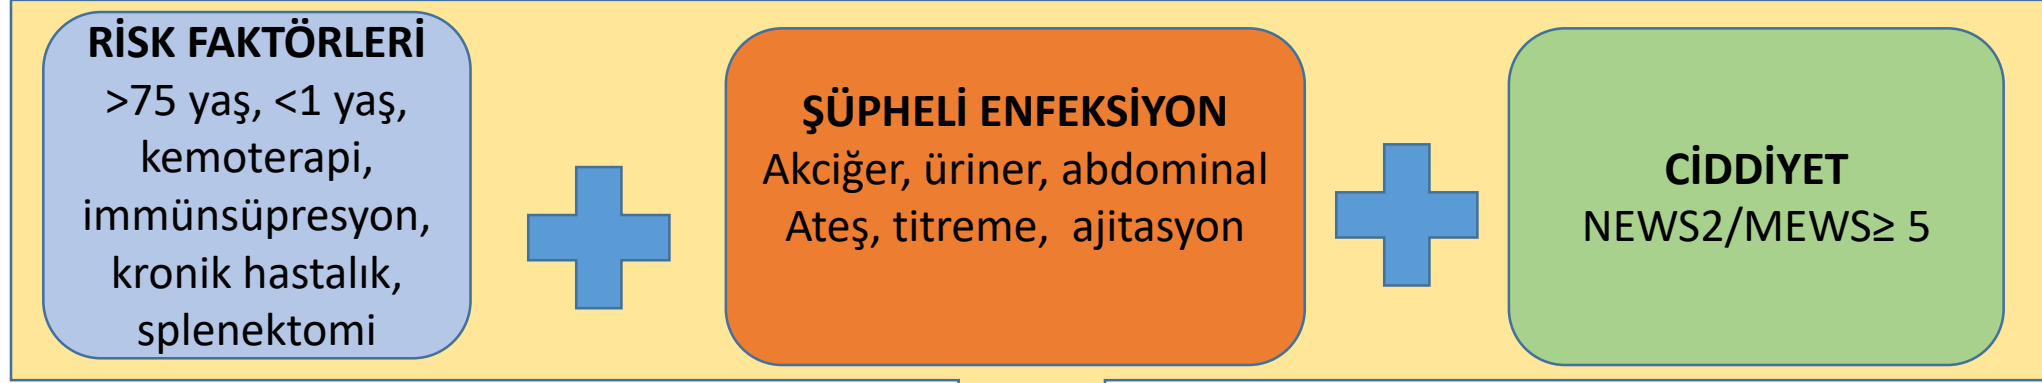 RİSK FAKTÖRLERİ
>75 yaş, <1 yaş,
kemoterapi,
immünsüpresyon,
kronik hastalık,
splenektomi
ŞÜPHELİ ENFEKSİYON
Akciğer, üriner, abdominal
Ateş, titreme, ajitasyon
CİDDİYET
NEWS2/MEWS≥ 5